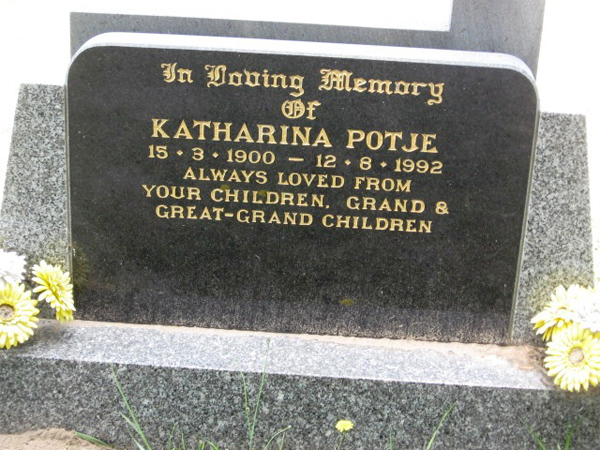 In Loving Memory
Of
KATHARINA POTJE
15 • 3 • 1900 — 12 • 8 • 1992
ALWAYS LOVED FROM
YOUR CHILDREN, GRAND &
GREAT-GRAND CHILDREN